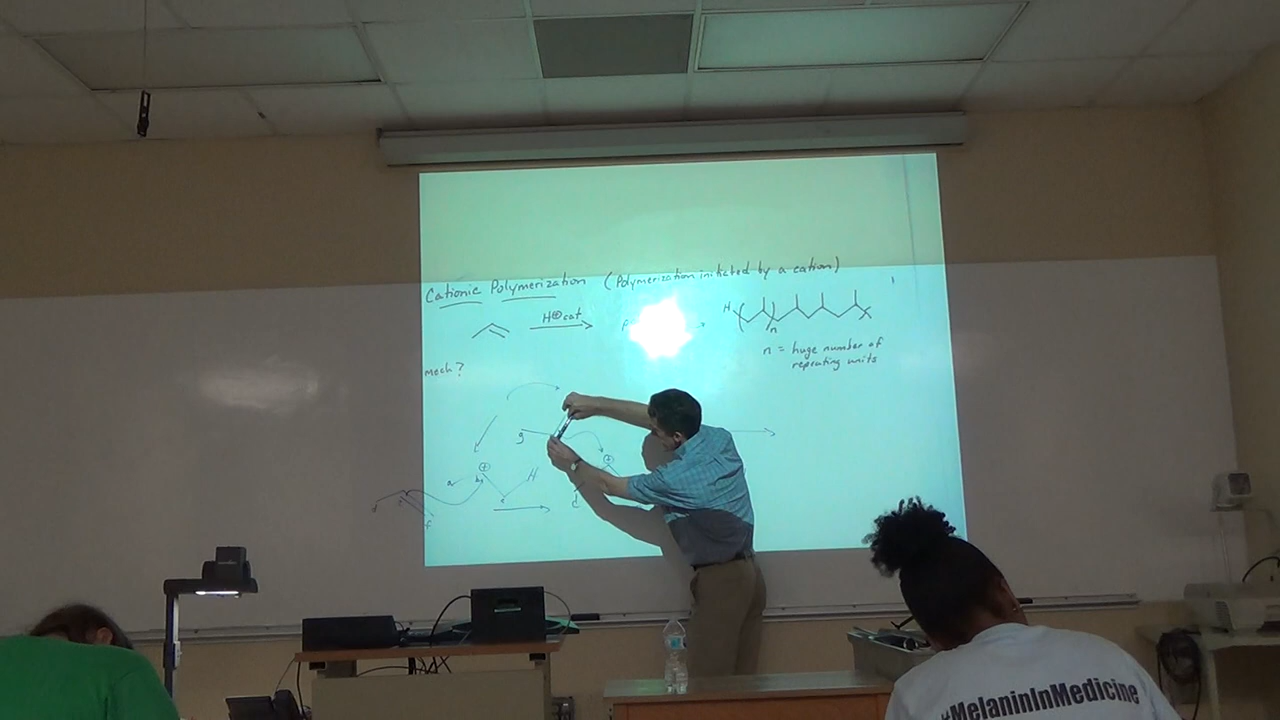 Cationic Polymerization (Polymerization initiated by a cation)
H⊕cat
H
n
n = huge number of
repeating units
mech?
g
⊕
⊕
a
b
H
c
f
#MelaninInMedicine